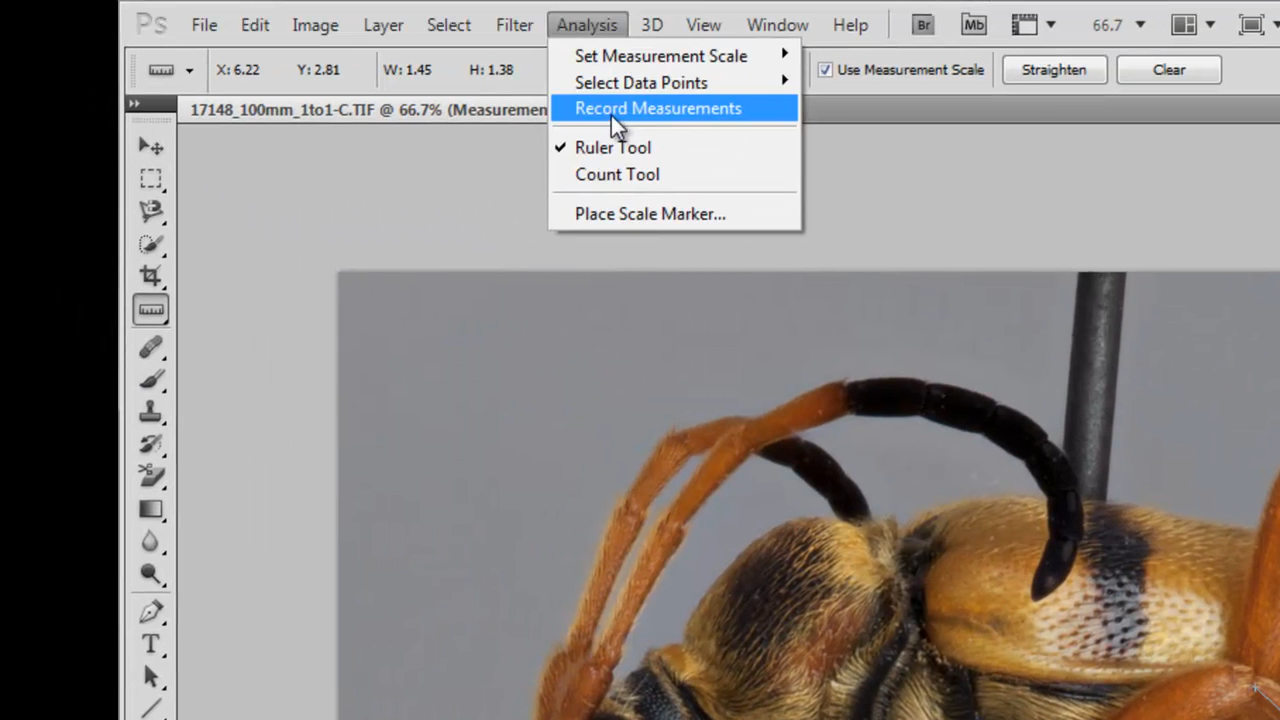 Ps File Edit Image Layer Select Filter Analysis 3D View Window Help Br Mb 66.7
X: 6.22 Y: 2.81 W: 1.45 H: 1.38 Use Measurement Scale Straighten Clear
17148_100mm_1to1-C.TIF @ 66.7% (Measuremen
Set Measurement Scale
Select Data Points
Record Measurements
Ruler Tool
Count Tool
Place Scale Marker...
T